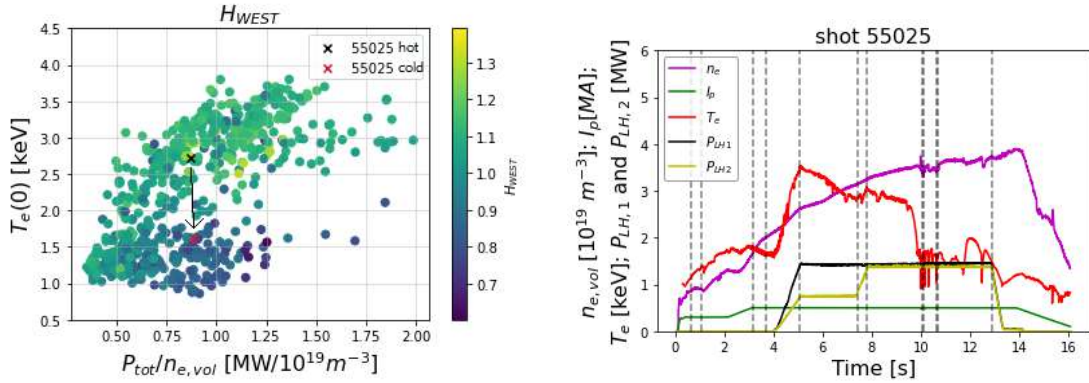 H_WEST
T_e(0) [keV]
4.5
4.0
3.5
3.0
2.5
2.0
1.5
1.0
0.5
55025 hot
55025 cold
0.50 0.75 1.00 1.25 1.50 1.75 2.00
P_tot/n_e,vol [MW/10^19 m^-3]
1.3
1.2
1.1
1.0
0.9
0.8
0.7
H_WEST
shot 55025
n_e,vol [10^19 m^-3]; I_p[MA];
T_e [keV]; P_LH,1 and P_LH,2 [MW]
6
5
4
3
2
1
0
n_e
I_p
T_e
P_LH1
P_LH2
0 2 4 6 8 10 12 14 16
Time [s]